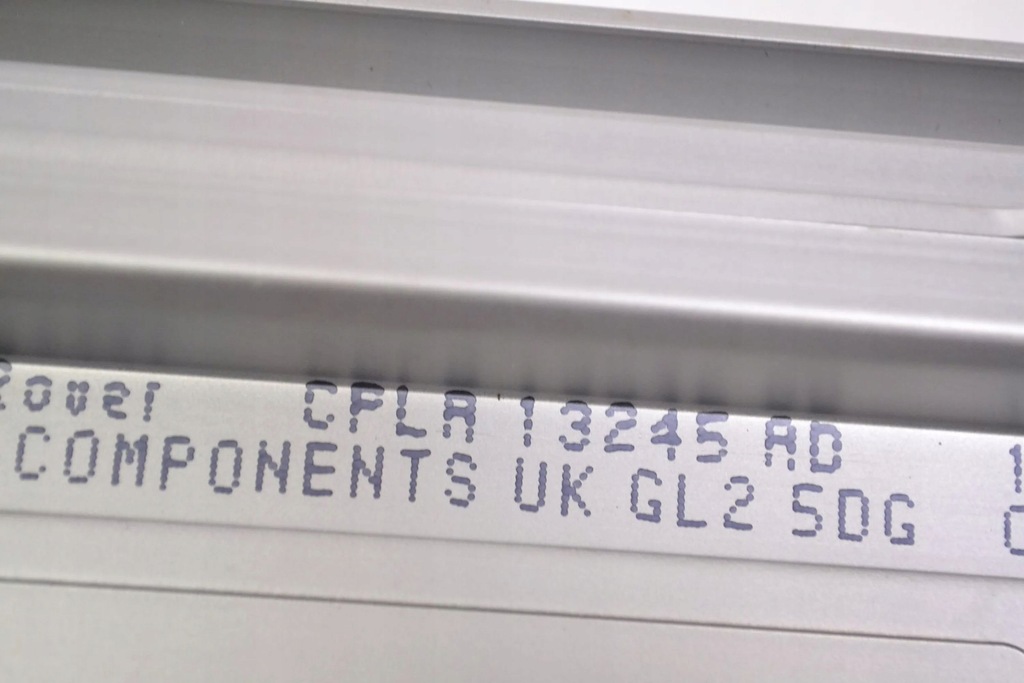 CPLA 13245 AD
COMPONENTS UK GL2 5DG